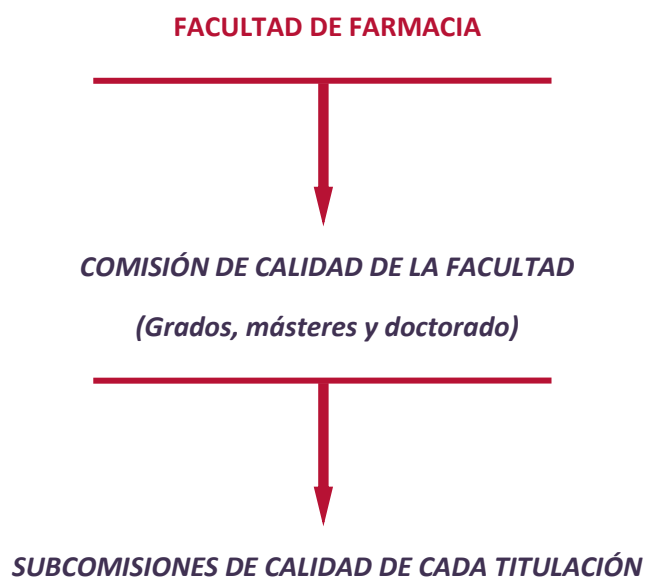 FACULTAD DE FARMACIA
COMISIÓN DE CALIDAD DE LA FACULTAD
(Grados, másteres y doctorado)
SUBCOMISIONES DE CALIDAD DE CADA TITULACIÓN